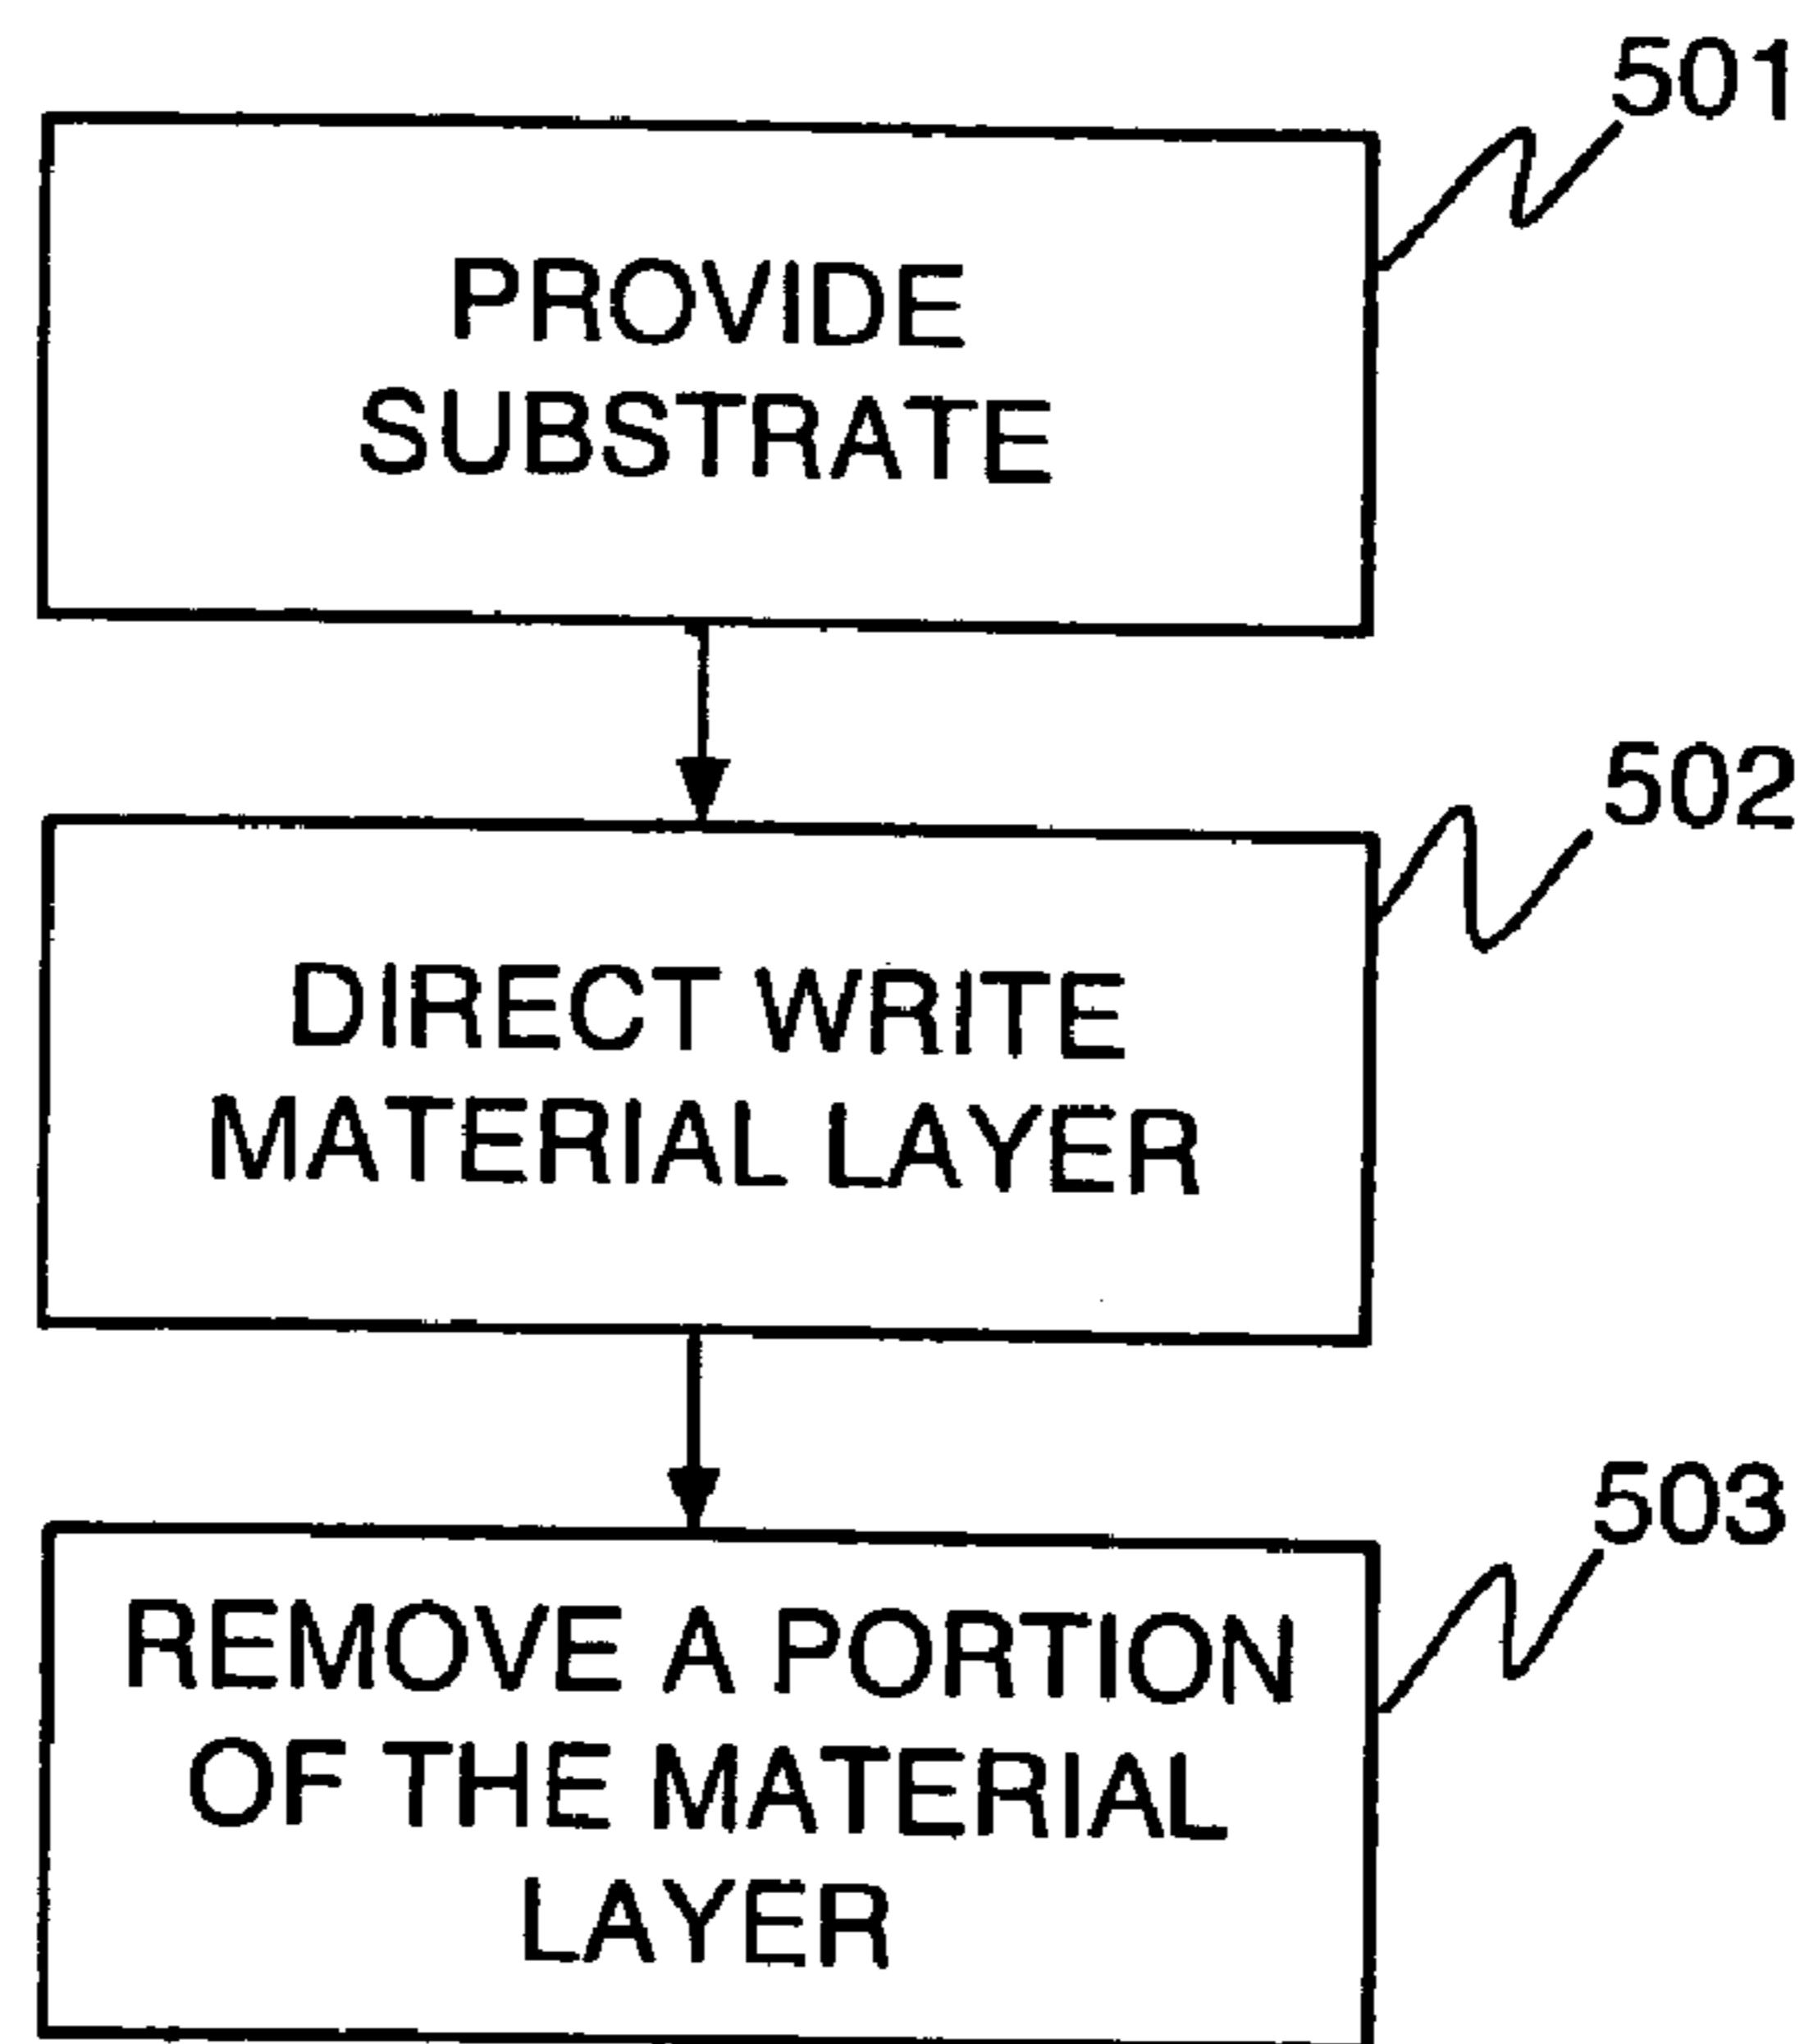 501
PROVIDE
SUBSTRATE
502
DIRECT WRITE
MATERIAL LAYER
503
REMOVE A PORTION
OF THE MATERIAL
LAYER